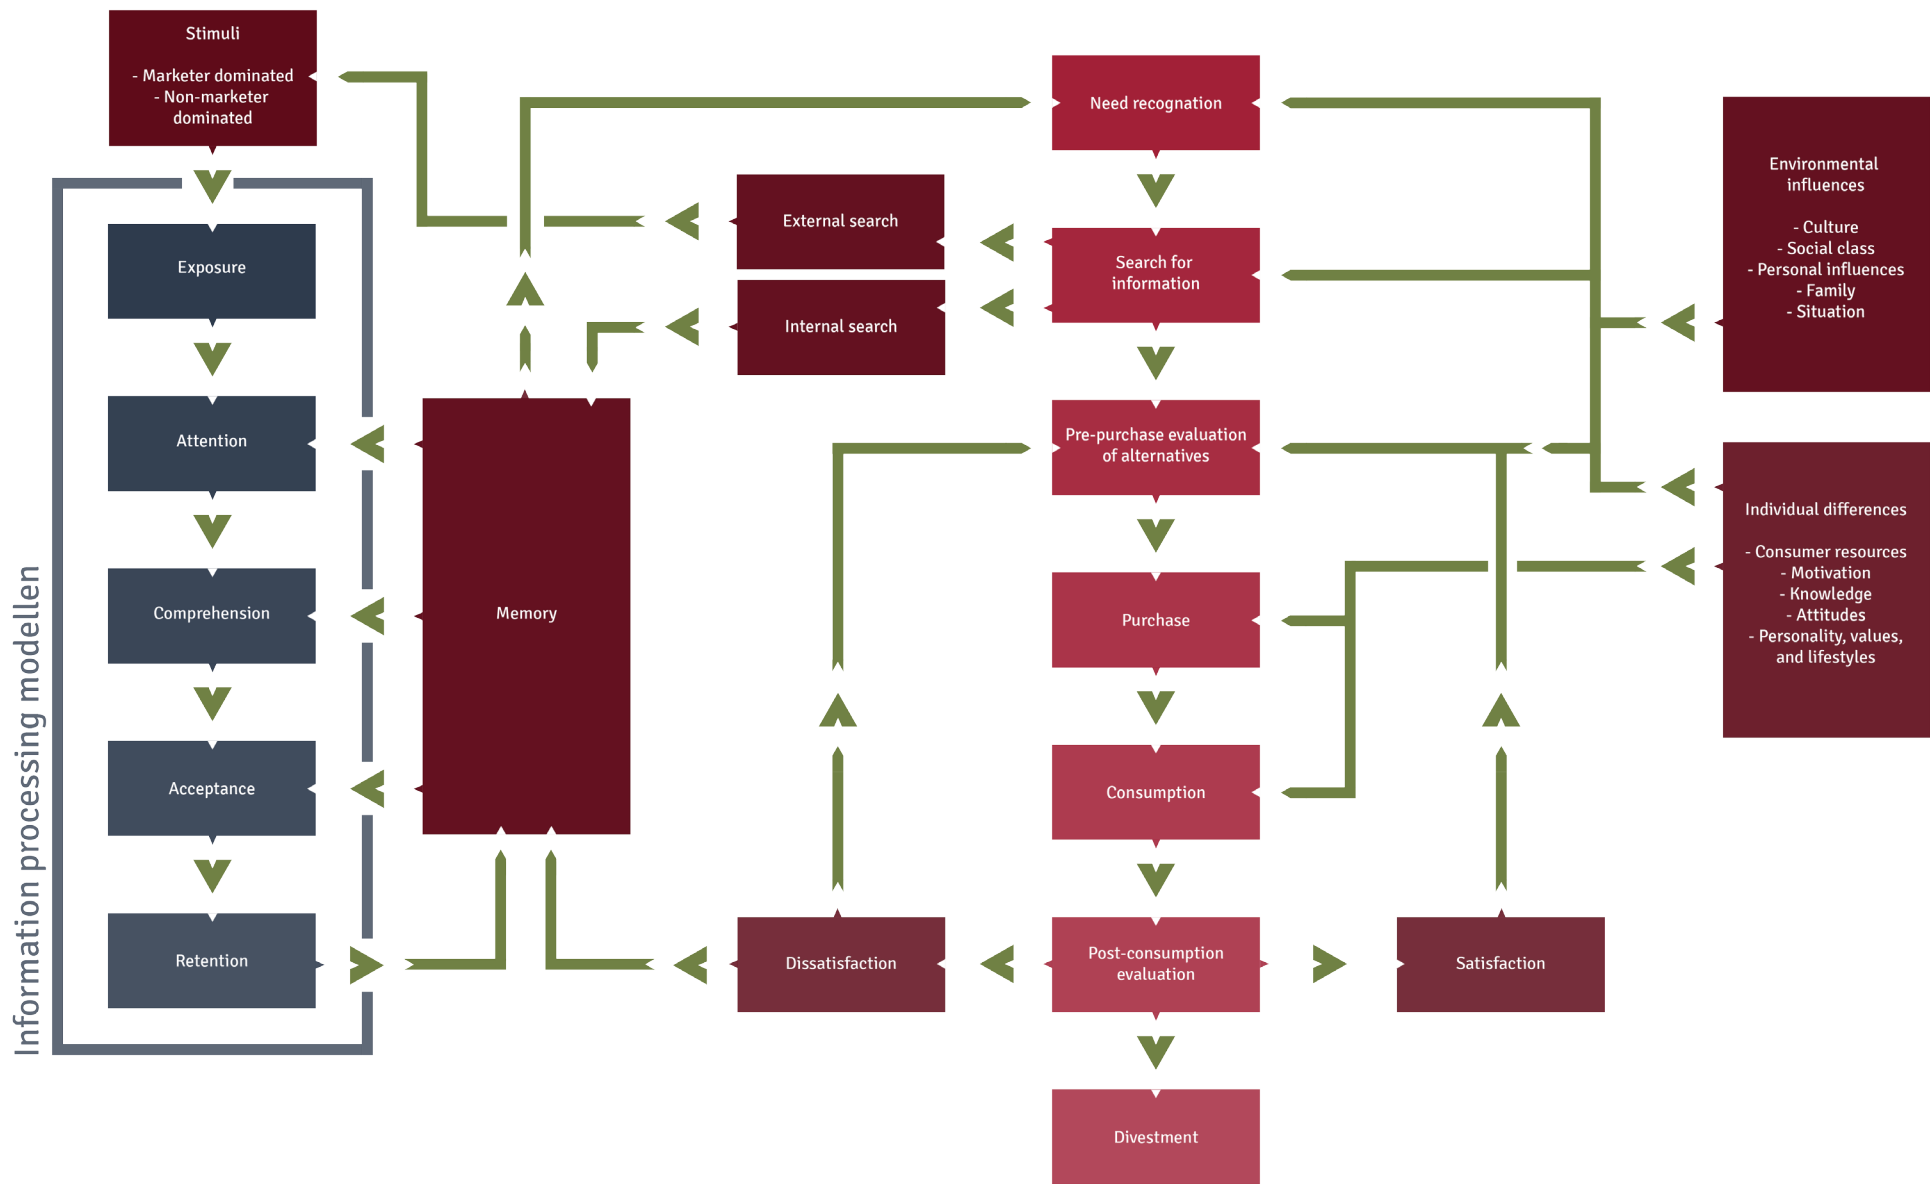 Stimuli
- Marketer dominated
- Non-marketer
dominated
Information processing modellen
Exposure
Attention
Comprehension
Acceptance
Retention
Memory
External search
Internal search
Dissatisfaction
Need recognation
Search for
information
Pre-purchase evaluation
of alternatives
Purchase
Consumption
Post-consumption
evaluation
Divestment
Satisfaction
Environmental
influences
- Culture
- Social class
- Personal influences
- Family
- Situation
Individual differences
- Consumer resources
- Motivation
- Knowledge
- Attitudes
- Personality, values,
and lifestyles